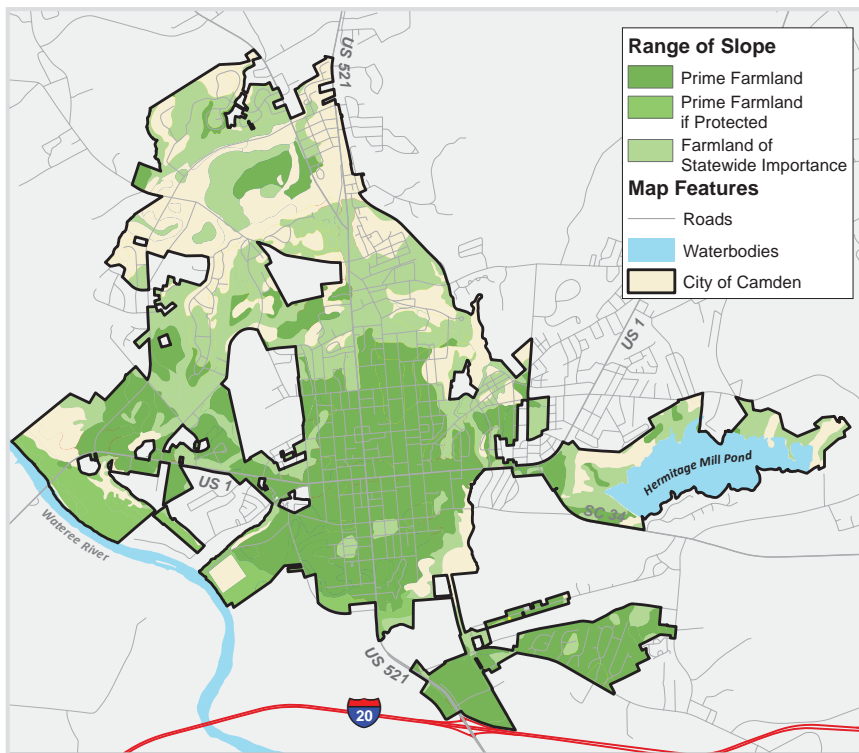 US 521
Range of Slope
Prime Farmland
Prime Farmland
if Protected
Farmland of
Statewide Importance
Map Features
Roads
Waterbodies
City of Camden
US 1
Hermitage Mill Pond
US 1
SC 34
Wateree River
US 521
20